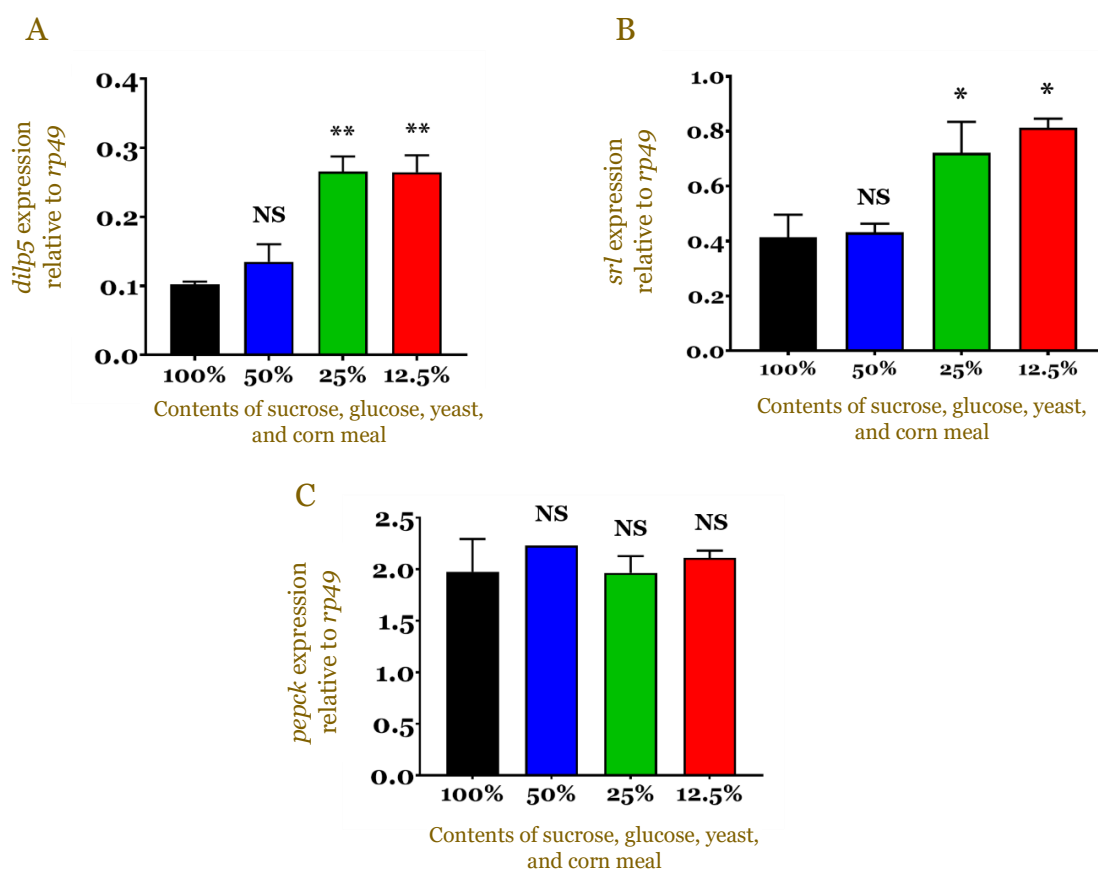 A
dilp5 expression
relative to rp49
0.4
0.3
0.2
0.1
0.0
NS
**
**
100% 50% 25% 12.5%
Contents of sucrose, glucose, yeast,
and corn meal
B
srl expression
relative to rp49
1.0
0.8
0.6
0.4
0.2
0.0
NS
*
*
100% 50% 25% 12.5%
Contents of sucrose, glucose, yeast,
and corn meal
C
pepck expression
relative to rp49
2.5
2.0
1.5
1.0
0.5
0.0
NS
NS
NS
100% 50% 25% 12.5%
Contents of sucrose, glucose, yeast,
and corn meal